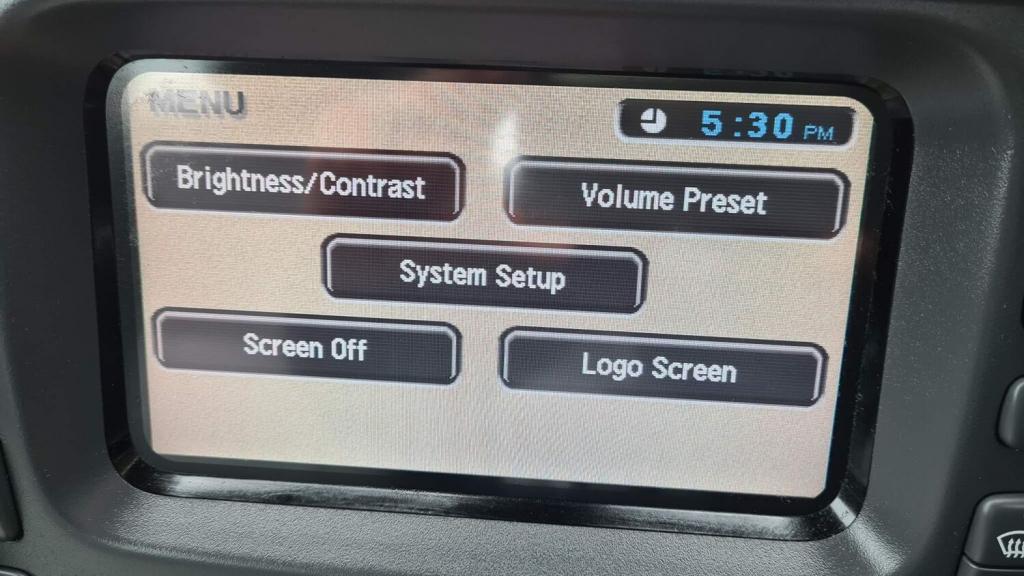 MENU
5:30 PM
Brightness/Contrast
Volume Preset
System Setup
Screen Off
Logo Screen